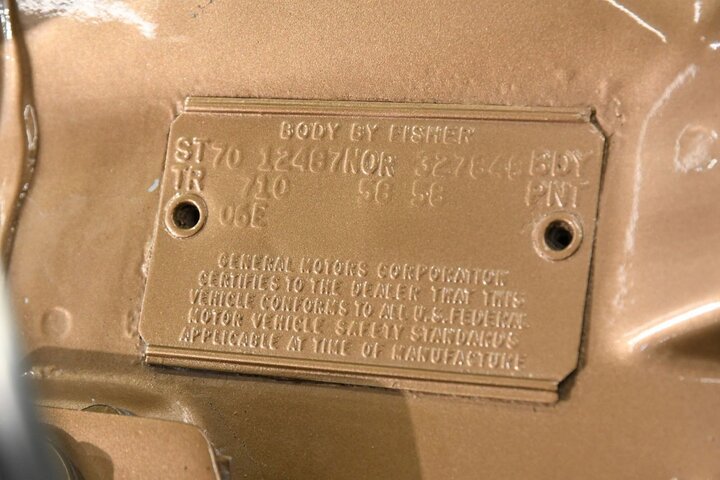 BODY BY FISHER
ST70 12487NOR 327846 BDY
TR 710 58 58 PNT
06E
GENERAL MOTORS CORPORATION
CERTIFIES TO THE DEALER THAT THIS
VEHICLE CONFORMS TO ALL U.S. FEDERAL
MOTOR VEHICLE SAFETY STANDARDS
APPLICABLE AT TIME OF MANUFACTURE